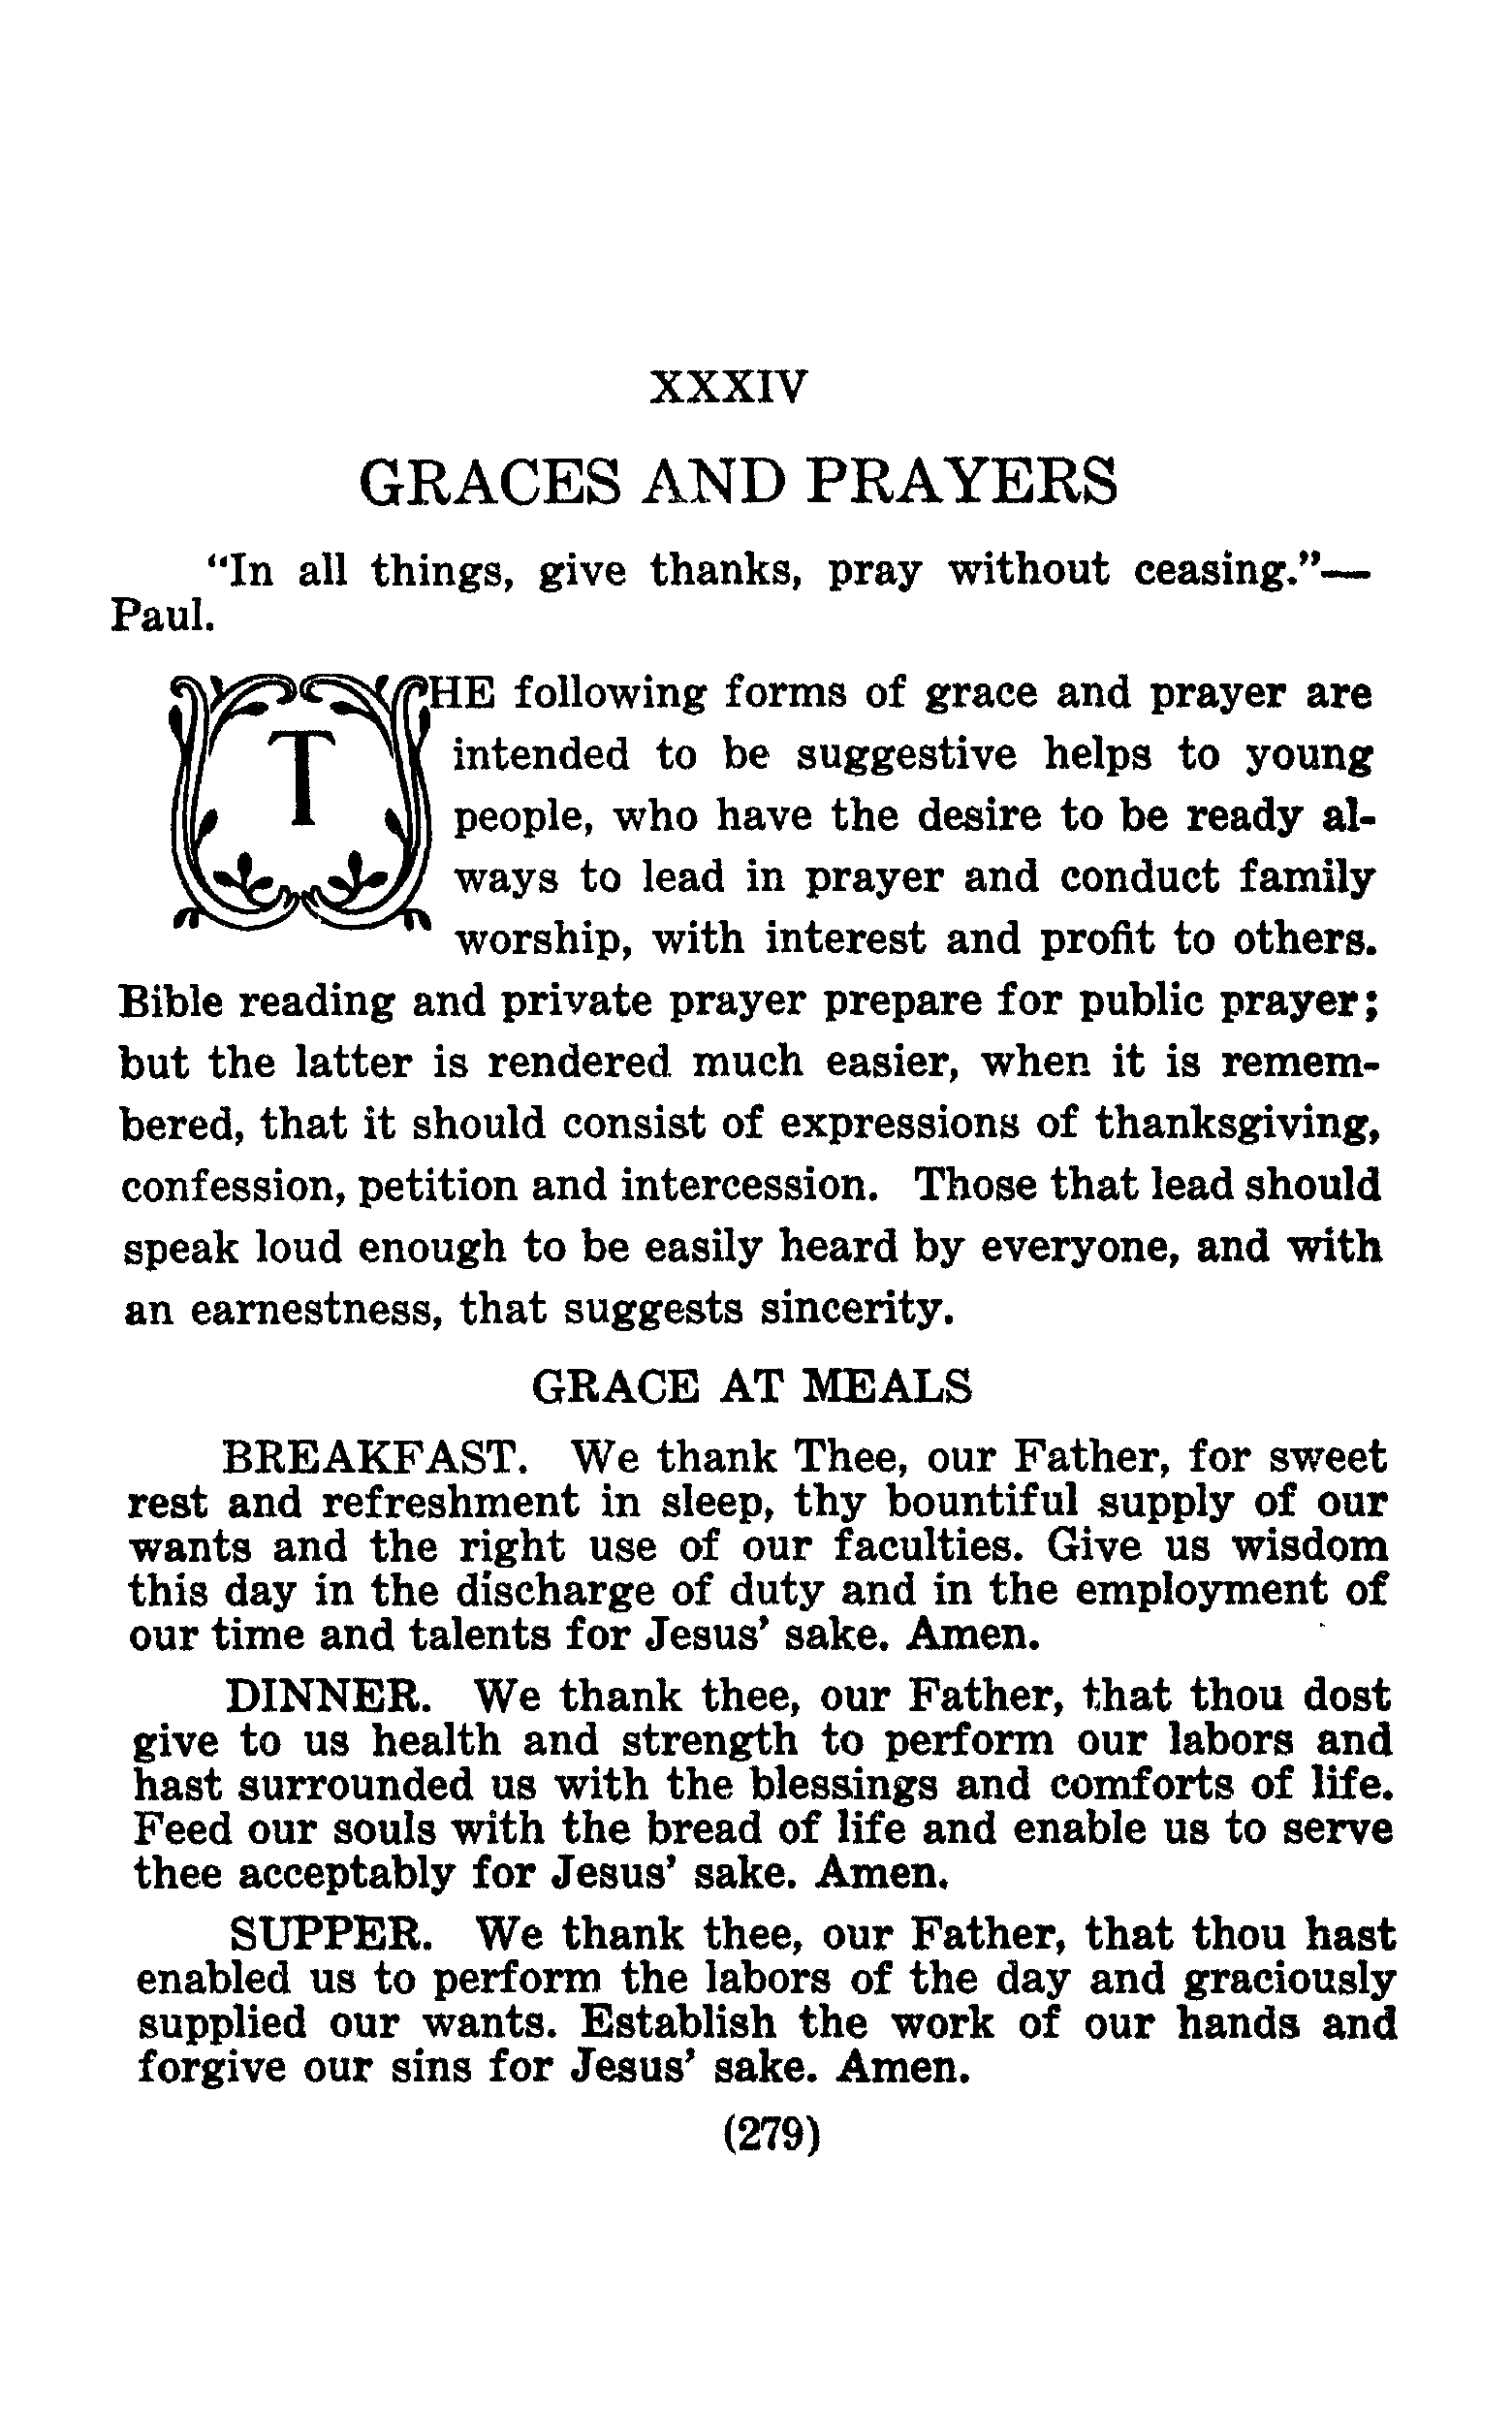 XXXIV
GRACES AND PRAYERS
"In all things, give thanks, pray without ceasing."—
Paul.
THE following forms of grace and prayer are
intended to be suggestive helps to young
people, who have the desire to be ready al-
ways to lead in prayer and conduct family
worship, with interest and profit to others.
Bible reading and private prayer prepare for public prayer;
but the latter is rendered much easier, when it is remem-
bered, that it should consist of expressions of thanksgiving,
confession, petition and intercession. Those that lead should
speak loud enough to be easily heard by everyone, and with
an earnestness, that suggests sincerity.
GRACE AT MEALS
BREAKFAST. We thank Thee, our Father, for sweet
rest and refreshment in sleep, thy bountiful supply of our
wants and the right use of our faculties. Give us wisdom
this day in the discharge of duty and in the employment of
our time and talents for Jesus' sake. Amen.
DINNER. We thank thee, our Father, that thou dost
give to us health and strength to perform our labors and
hast surrounded us with the blessings and comforts of life.
Feed our souls with the bread of life and enable us to serve
thee acceptably for Jesus' sake. Amen.
SUPPER. We thank thee, our Father, that thou hast
enabled us to perform the labors of the day and graciously
supplied our wants. Establish the work of our hands and
forgive our sins for Jesus' sake. Amen.
(279)